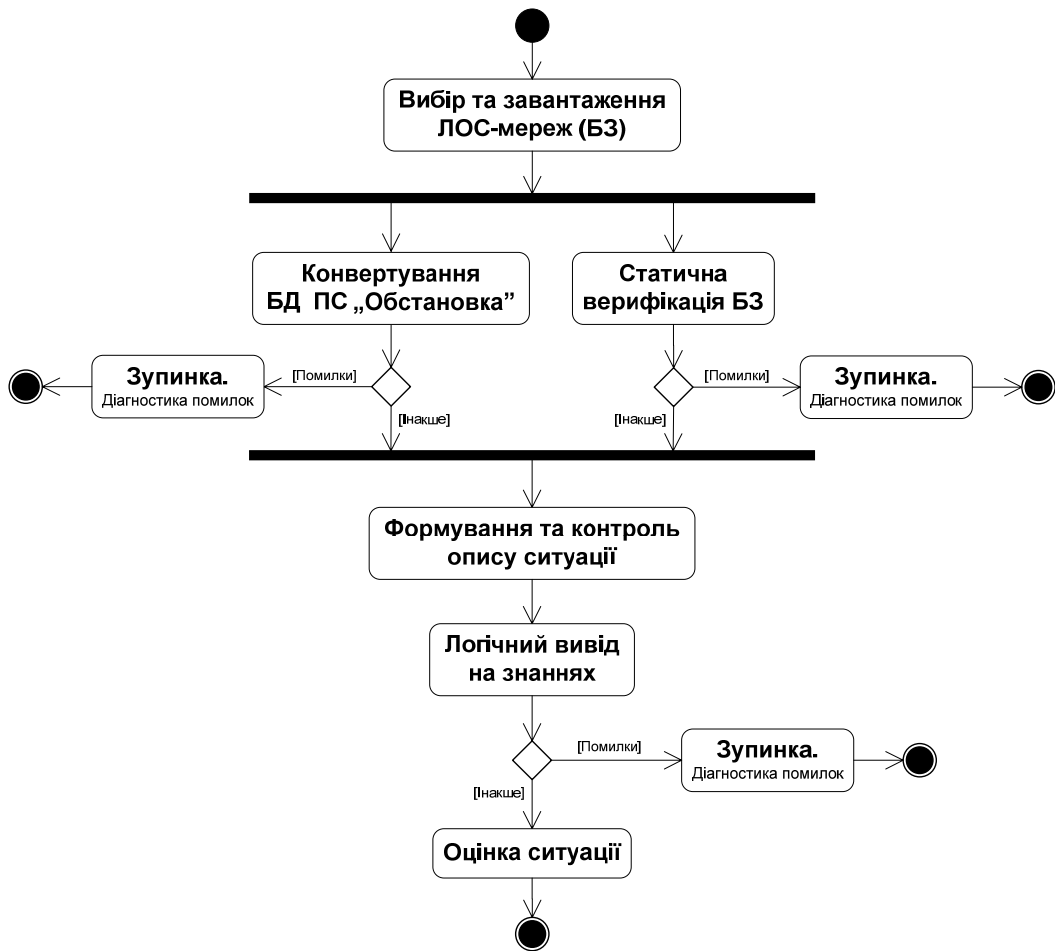 Вибір та завантаження
ЛОС-мереж (БЗ)
Конвертування
БД ПС „Обстановка”
Статична
верифікація БЗ
Зупинка.
Діагностика помилок
[Помилки]
[Помилки]
Зупинка.
Діагностика помилок
[Інакше]
[Інакше]
Формування та контроль
опису ситуації
Логічний вивід
на знаннях
[Помилки]
Зупинка.
Діагностика помилок
[Інакше]
Оцінка ситуації